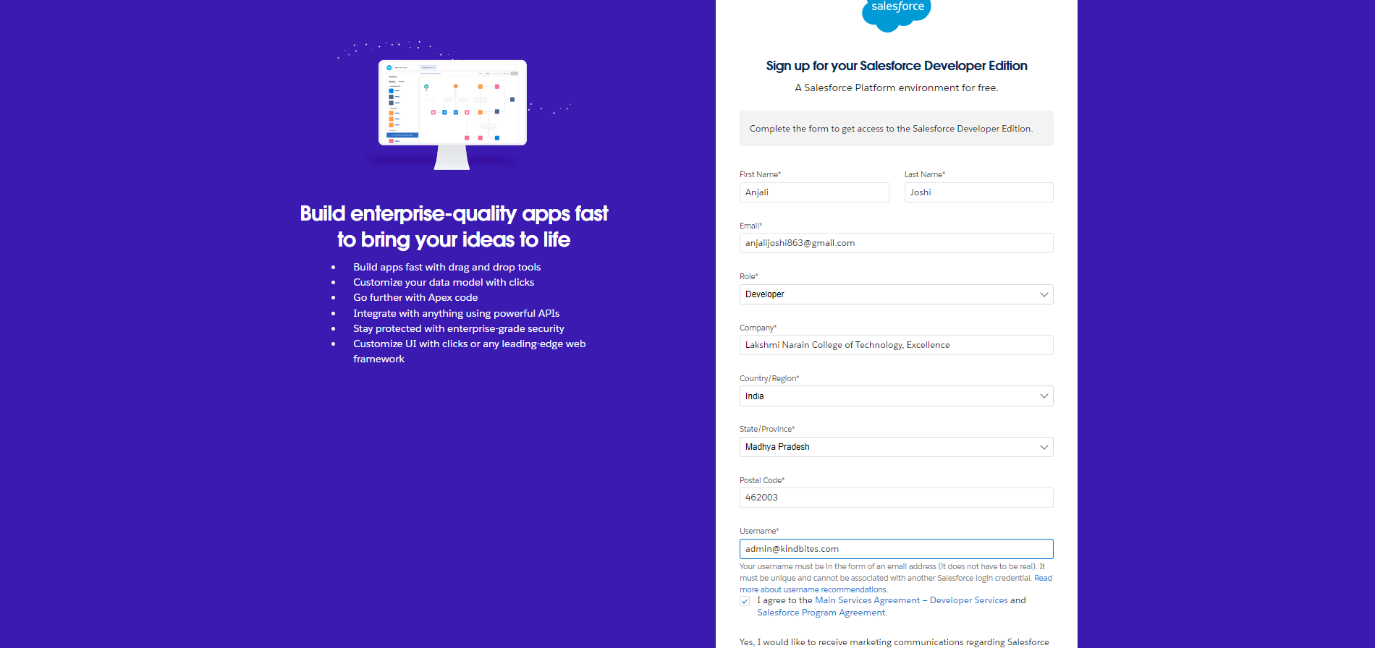 salesforce
Sign up for your Salesforce Developer Edition
A Salesforce Platform environment for free.
Complete the form to get access to the Salesforce Developer Edition.
First Name*
Last Name*
Anjali
Joshi
Email*
anjalijoshi863@gmail.com
Role*
Developer
Company*
Lakshmi Narain College of Technology, Excellence
Country/Region*
India
State/Province*
Madhya Pradesh
Postal Code*
462003
Username*
admin@kindbites.com
Your username must be in the form of an email address (it does not have to be real). It
must be unique and cannot be associated with another Salesforce login credential. Read
more about username recommendations.
I agree to the Main Services Agreement – Developer Services and
Salesforce Program Agreement.
Yes, I would like to receive marketing communications regarding Salesforce
Build enterprise-quality apps fast
to bring your ideas to life
• Build apps fast with drag and drop tools
• Customize your data model with clicks
• Go further with Apex code
• Integrate with anything using powerful APIs
• Stay protected with enterprise-grade security
• Customize UI with clicks or any leading-edge web
framework